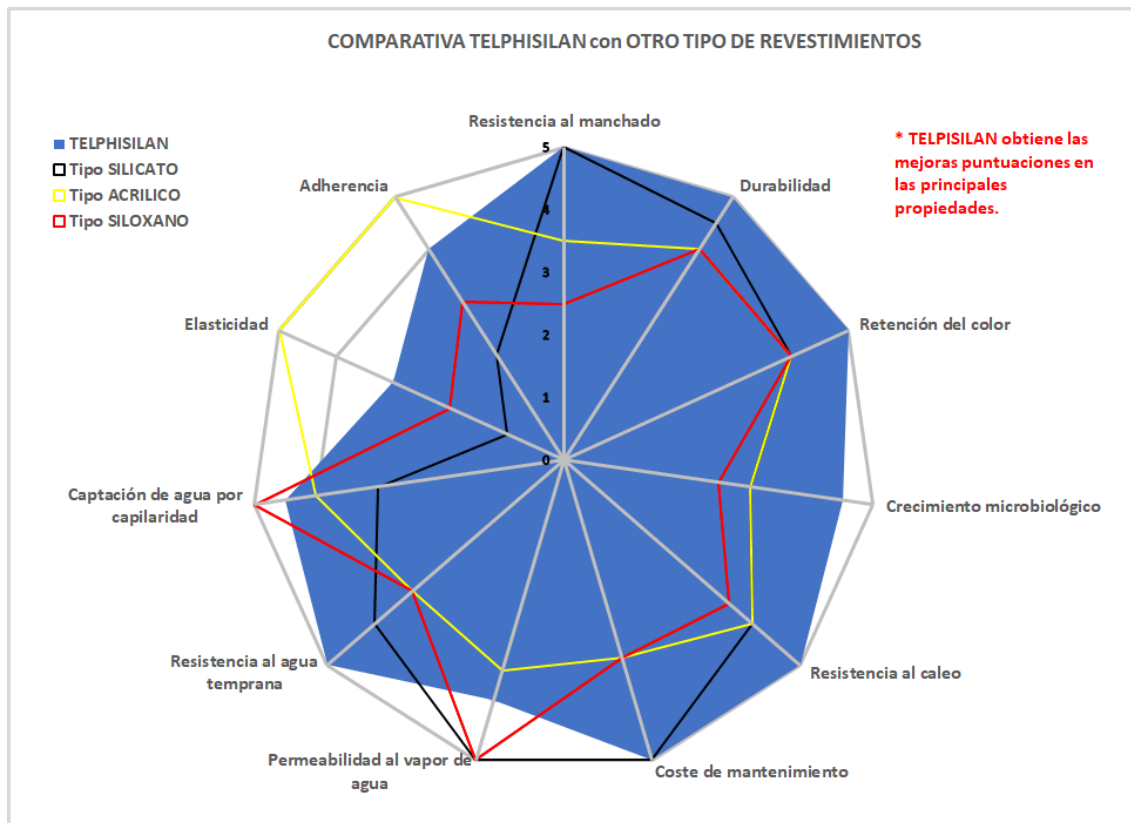 COMPARATIVA TELPHISILAN con OTRO TIPO DE REVESTIMIENTOS
TELPHISILAN
Tipo SILICATO
Tipo ACRILICO
Tipo SILOXANO
* TELPISILAN obtiene las
mejoras puntuaciones en
las principales
propiedades.
Resistencia al manchado
Durabilidad
Retención del color
Crecimiento microbiológico
Resistencia al caleo
Coste de mantenimiento
Permeabilidad al vapor de
agua
Resistencia al agua
temprana
Captación de agua por
capilaridad
Elasticidad
Adherencia
5
4
3
2
1
0